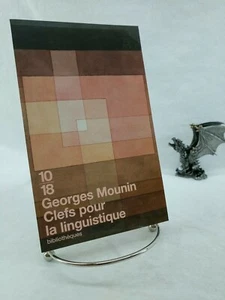 10
18
Georges Mounin
Clefs pour
la linguistique
bibliothèques